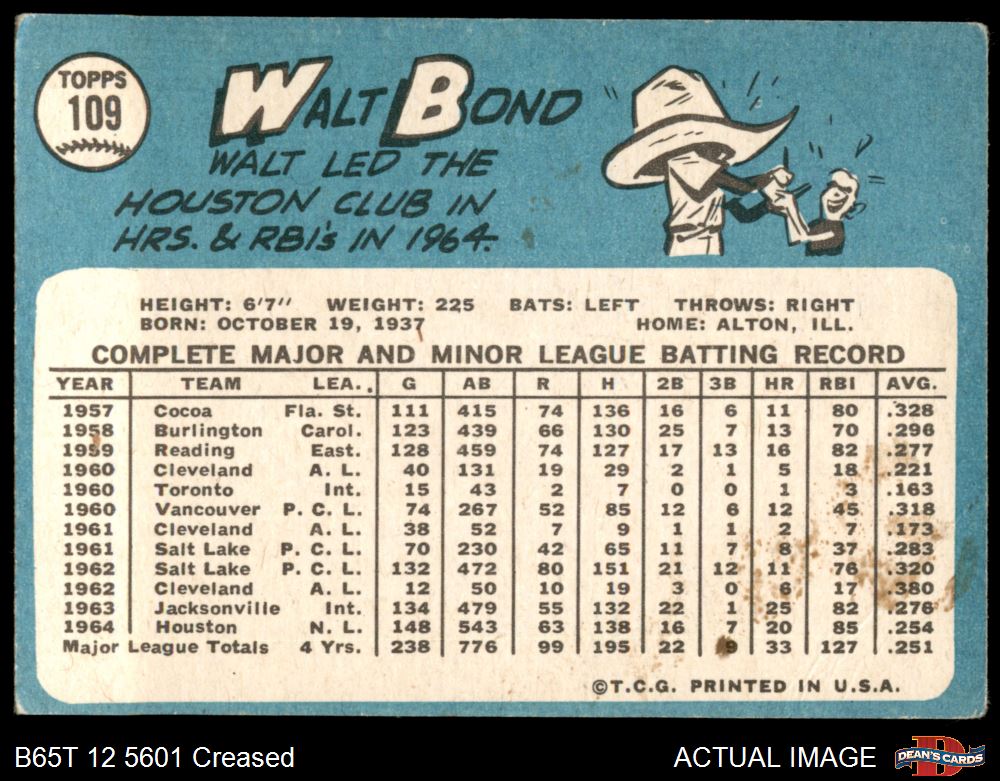 TOPPS
109
WALT BOND
WALT LED THE
HOUSTON CLUB IN
HRS. & RBI's IN 1964.
HEIGHT: 6'7" WEIGHT: 225 BATS: LEFT THROWS: RIGHT
BORN: OCTOBER 19, 1937 HOME: ALTON, ILL.
COMPLETE MAJOR AND MINOR LEAGUE BATTING RECORD
YEAR TEAM LEA. G AB R H 2B 3B HR RBI AVG.
1957 Cocoa Fla. St. 111 415 74 136 16 6 11 80 .328
1958 Burlington Carol. 123 439 66 130 25 7 13 70 .296
1959 Reading East. 128 459 74 127 17 13 16 82 .277
1960 Cleveland A. L. 40 131 19 29 2 1 5 18 .221
1960 Toronto Int. 15 43 2 7 0 0 1 3 .163
1960 Vancouver P. C. L. 74 267 52 85 12 6 12 45 .318
1961 Cleveland A. L. 38 52 7 9 1 1 2 7 .173
1961 Salt Lake P. C. L. 70 230 42 65 11 7 8 37 .283
1962 Salt Lake P. C. L. 132 472 80 151 21 12 11 76 .320
1962 Cleveland A. L. 12 50 10 19 3 0 6 17 .380
1963 Jacksonville Int. 134 479 55 132 22 1 25 82 .276
1964 Houston N. L. 148 543 63 138 16 7 20 85 .254
Major League Totals 4 Yrs. 238 776 99 195 22 9 33 127 .251
©T.C.G. PRINTED IN U.S.A.
B65T 12 5601 Creased ACTUAL IMAGE
DEAN'S CARDS